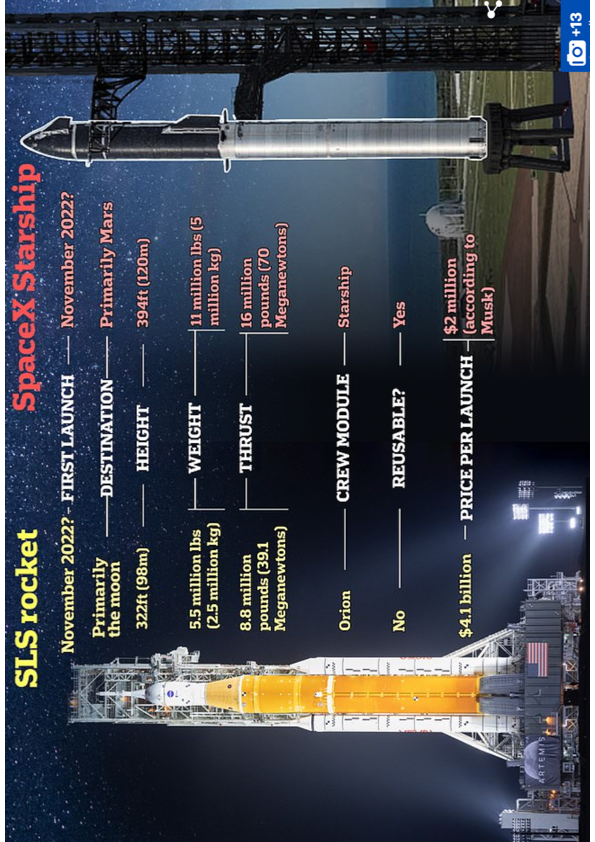 SLS rocket
SpaceX Starship
November 2022? - FIRST LAUNCH — November 2022?
Primarily
the moon
DESTINATION
Primarily Mars
322ft (98m)
HEIGHT
394ft (120m)
5.5 million lbs
(2.5 million kg)
WEIGHT
11 million lbs (5
million kg)
8.8 million
pounds (39.1
Meganewtons)
THRUST
16 million
pounds (70
Meganewtons)
Orion
CREW MODULE
Starship
No
REUSABLE?
Yes
$4.1 billion
PRICE PER LAUNCH
$2 million
(according to
Musk)
ARTEMIS
+13